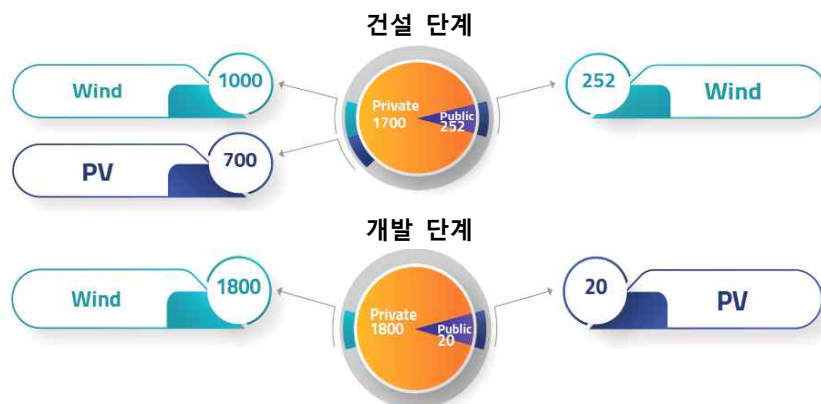 건설 단계
Wind
1000
Private
1700
Public
252
252
Wind
PV
700
개발 단계
Wind
1800
Private
1800
Public
20
20
PV